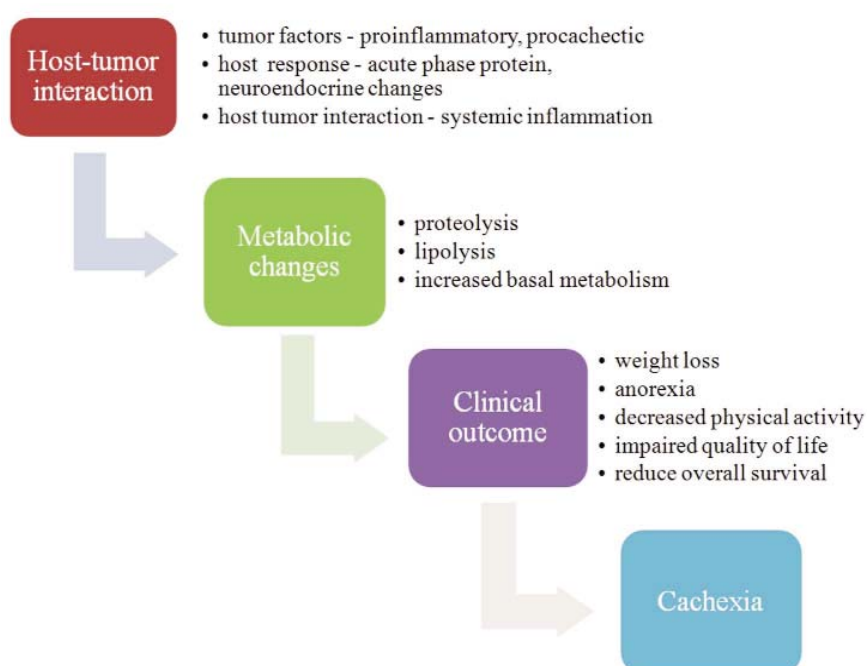 Host-tumor
interaction
• tumor factors - proinflammatory, procachectic
• host response - acute phase protein,
neuroendocrine changes
• host tumor interaction - systemic inflammation
Metabolic
changes
• proteolysis
• lipolysis
• increased basal metabolism
Clinical
outcome
• weight loss
• anorexia
• decreased physical activity
• impaired quality of life
• reduce overall survival
Cachexia